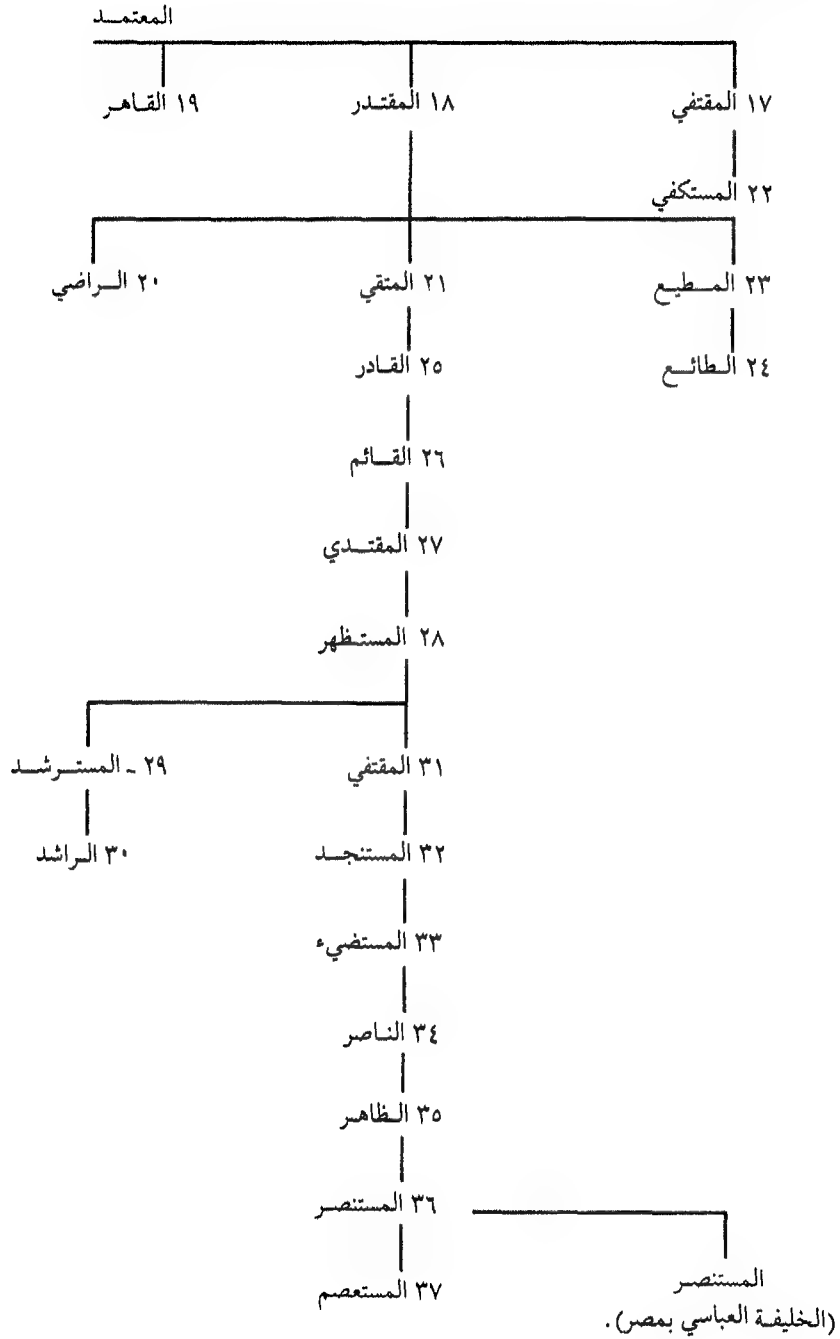 المعتمد
١٧ المقتفي
١٨ المقتدر
١٩ القاهر
٢٢ المستكفي
٢٣ المطيع
٢١ المتقي
٢٠ الراضي
٢٤ الطائع
٢٥ القادر
٢٦ القائم
٢٧ المقتدي
٢٨ المستظهر
٣١ المقتفي
٢٩ - المسترشد
٣٢ المستنجد
٣٠ الراشد
٣٣ المستضيء
٣٤ الناصر
٣٥ الظاهر
٣٦ المستنصر
المستنصر
٣٧ المستعصم
(الخليفة العباسي بمصر).